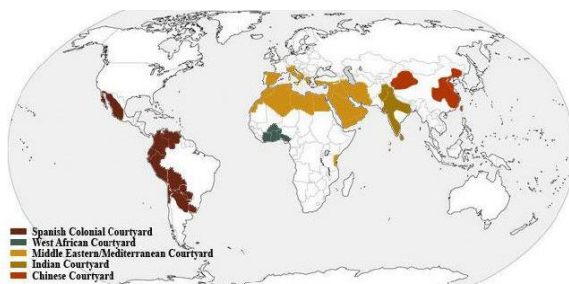 Spanish Colonial Courtyard
West African Courtyard
Middle Eastern/Mediterranean Courtyard
Indian Courtyard
Chinese Courtyard